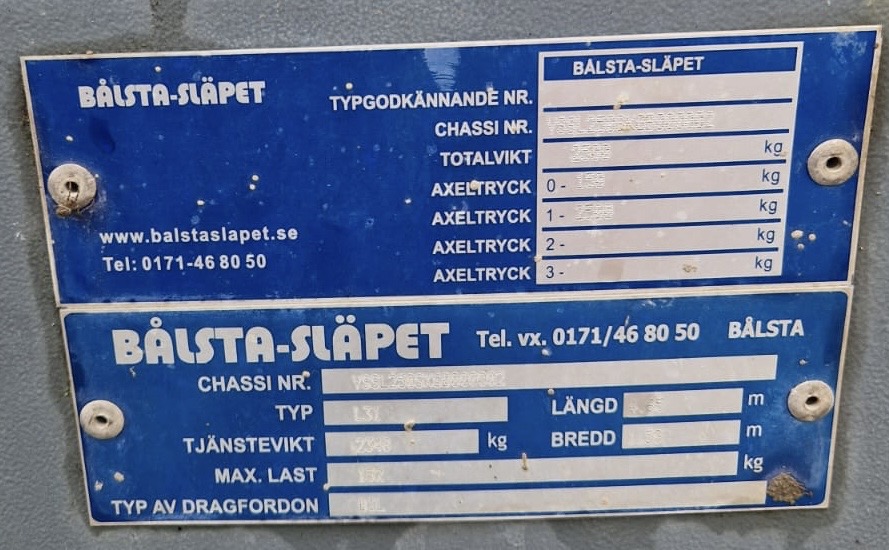 BÅLSTA-SLÄPET
BÅLSTA-SLÄPET
TYPGODKÄNNANDE NR.
CHASSI NR.
TOTALVIKT kg
AXELTRYCK 0- 150 kg
AXELTRYCK 1- kg
AXELTRYCK 2- kg
AXELTRYCK 3- kg
www.balstaslapet.se
Tel: 0171-46 80 50
BÅLSTA-SLÄPET Tel. vx. 0171/46 80 50 BÅLSTA
CHASSI NR.
TYP LÄNGD m
TJÄNSTEVIKT kg BREDD m
MAX. LAST kg
TYP AV DRAGFORDON